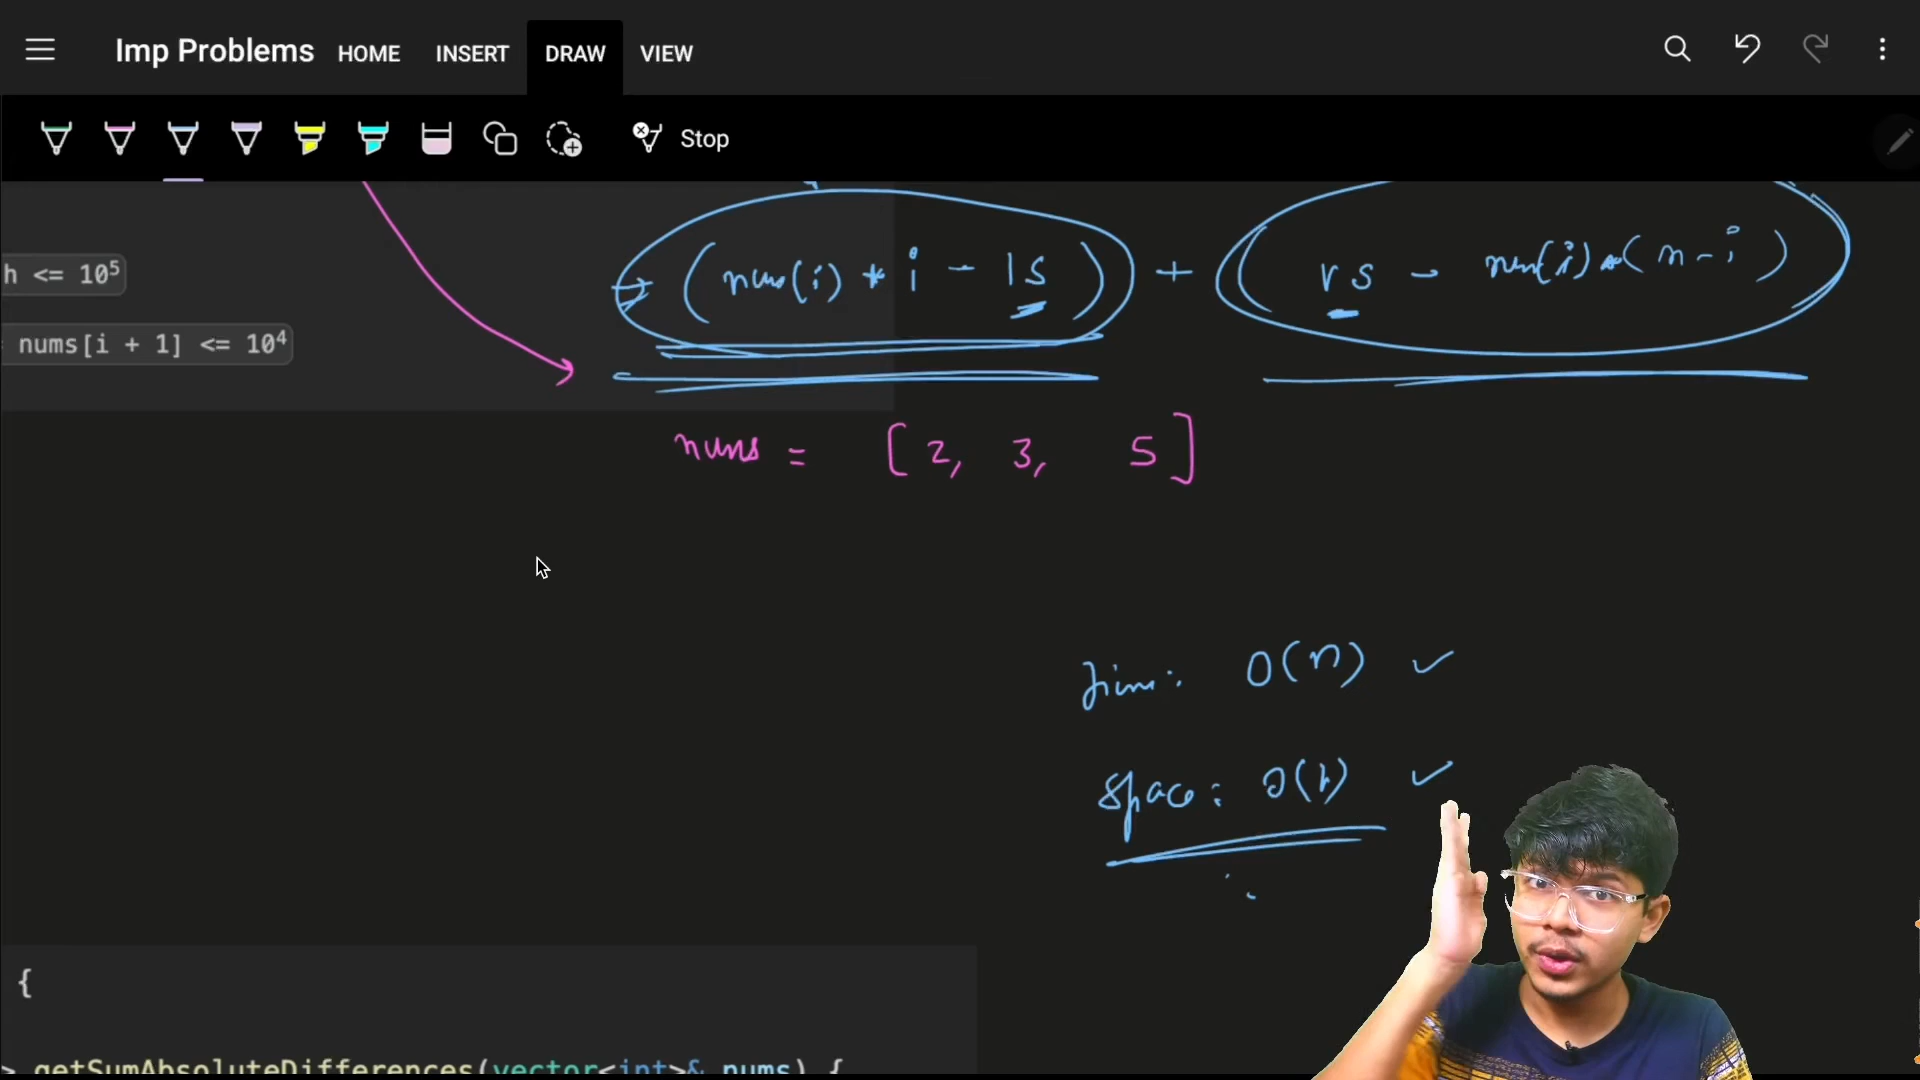 Imp Problems HOME INSERT DRAW VIEW
Stop
h <= 10⁵
nums[i + 1] <= 10⁴
(nums(i) * i - ls) + (rs - nums(i) * (n-i)
nums = [2, 3, 5]
Time: O(n) ✓
Space: O(1) ✓
{
> getSumAbsoluteDifferences(vector<int>& nums) {